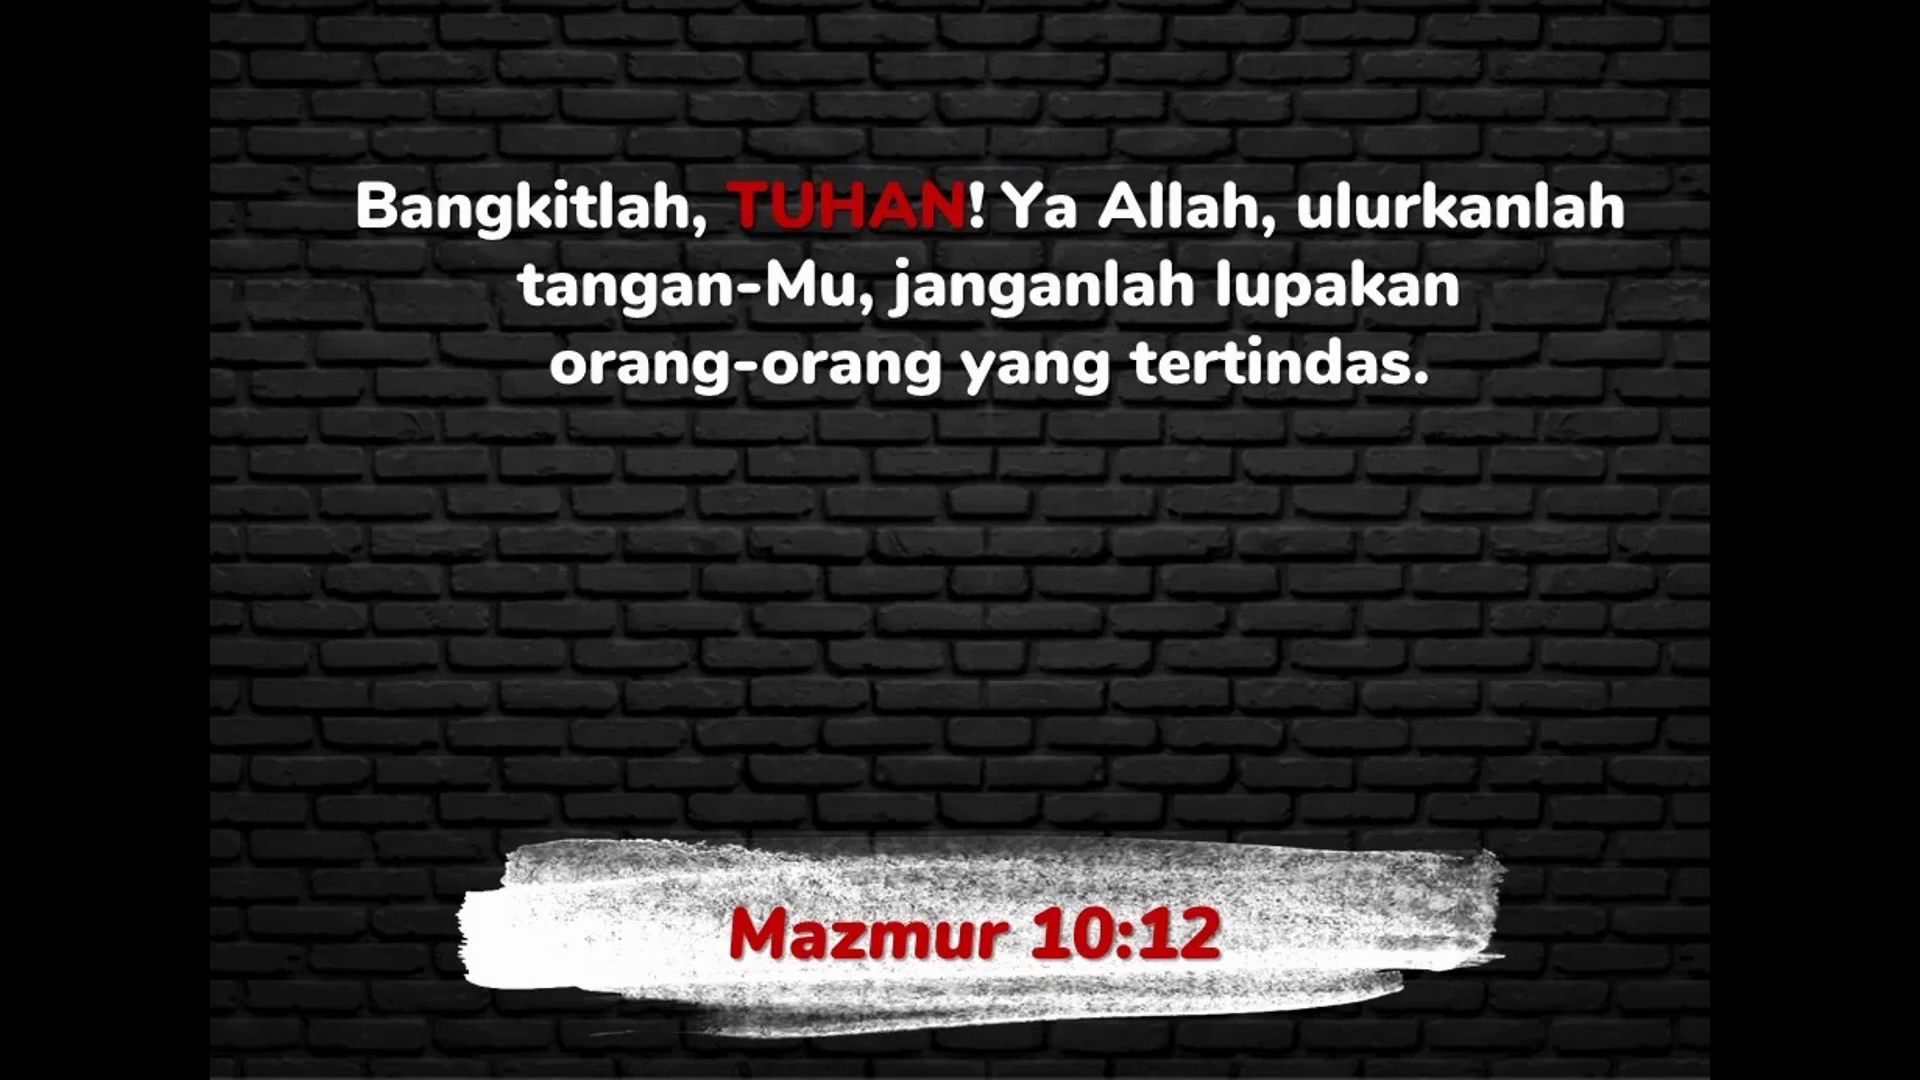 Bangkitlah, TUHAN! Ya Allah, ulurkanlah
tangan-Mu, janganlah lupakan
orang-orang yang tertindas.
Mazmur 10:12